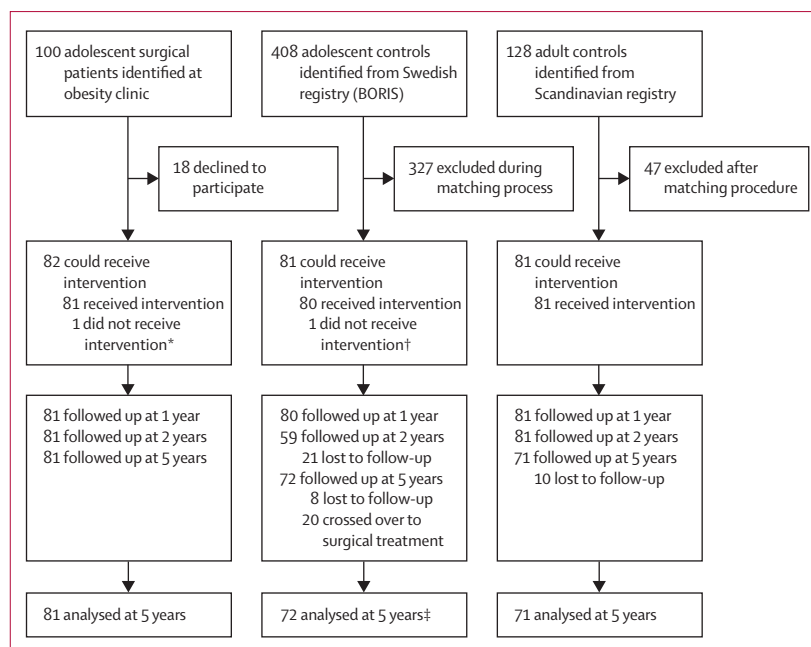 100 adolescent surgical
patients identified at
obesity clinic
408 adolescent controls
identified from Swedish
registry (BORIS)
128 adult controls
identified from
Scandinavian registry
18 declined to
participate
327 excluded during
matching process
47 excluded after
matching procedure
82 could receive
intervention
81 received intervention
1 did not receive
intervention*
81 could receive
intervention
80 received intervention
1 did not receive
intervention†
81 could receive
intervention
81 received intervention
81 followed up at 1 year
81 followed up at 2 years
81 followed up at 5 years
80 followed up at 1 year
59 followed up at 2 years
21 lost to follow-up
72 followed up at 5 years
8 lost to follow-up
20 crossed over to
surgical treatment
81 followed up at 1 year
81 followed up at 2 years
71 followed up at 5 years
10 lost to follow-up
81 analysed at 5 years
72 analysed at 5 years‡
71 analysed at 5 years